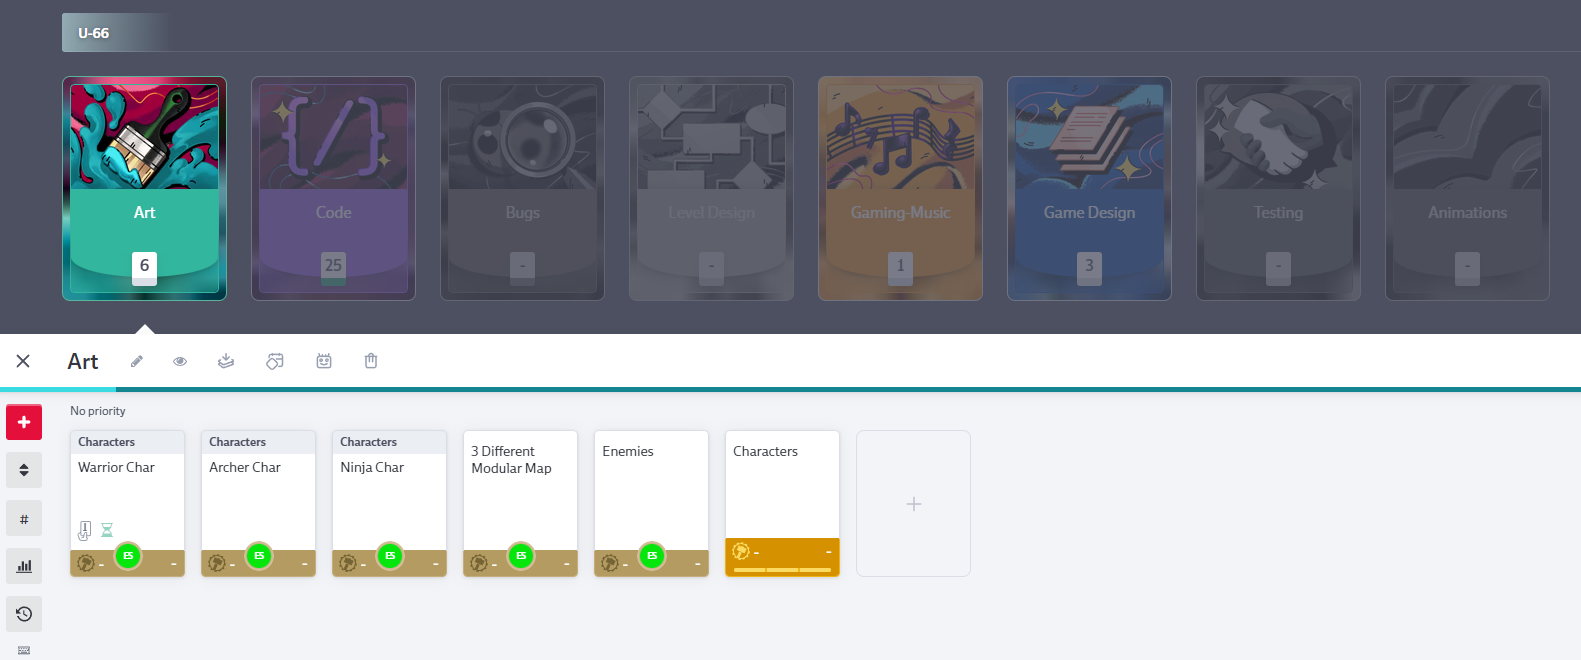 U-66
Art
Code
Bugs
Level Design
Gaming-Music
Game Design
Testing
Animations
6
25
-
-
1
3
-
-
Art
No priority
Characters
Warrior Char
Characters
Archer Char
Characters
Ninja Char
3 Different
Modular Map
Enemies
Characters
#
1
- ES -
- ES -
- ES -
- ES -
- ES -
- -